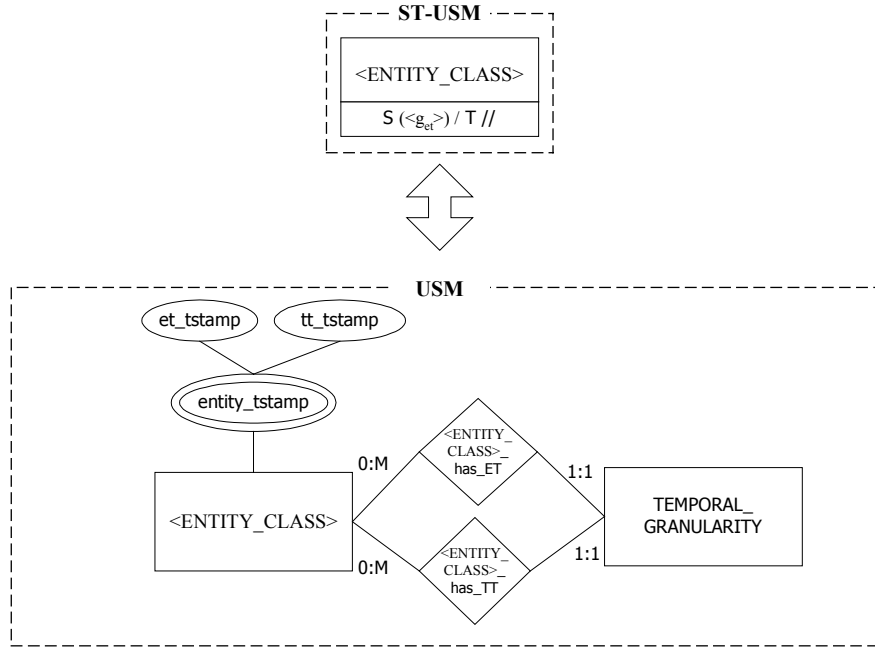 ST-USM
<ENTITY_CLASS>
S (<g_et>) / T //
USM
et_tstamp
tt_tstamp
entity_tstamp
<ENTITY_CLASS>
0:M
0:M
<ENTITY_
CLASS>_
has_ET
<ENTITY_
CLASS>_
has_TT
1:1
1:1
TEMPORAL_
GRANULARITY